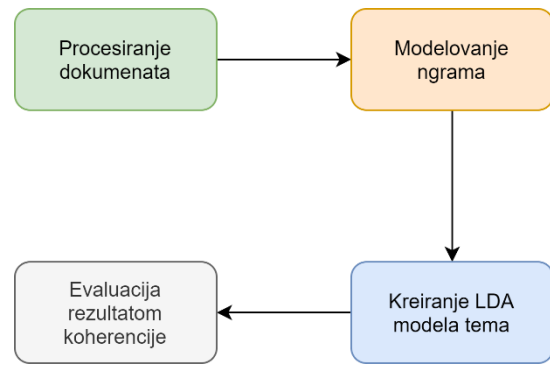 Procesiranje
dokumenata
Modelovanje
ngrama
Kreiranje LDA
modela tema
Evaluacija
rezultatom
koherencije